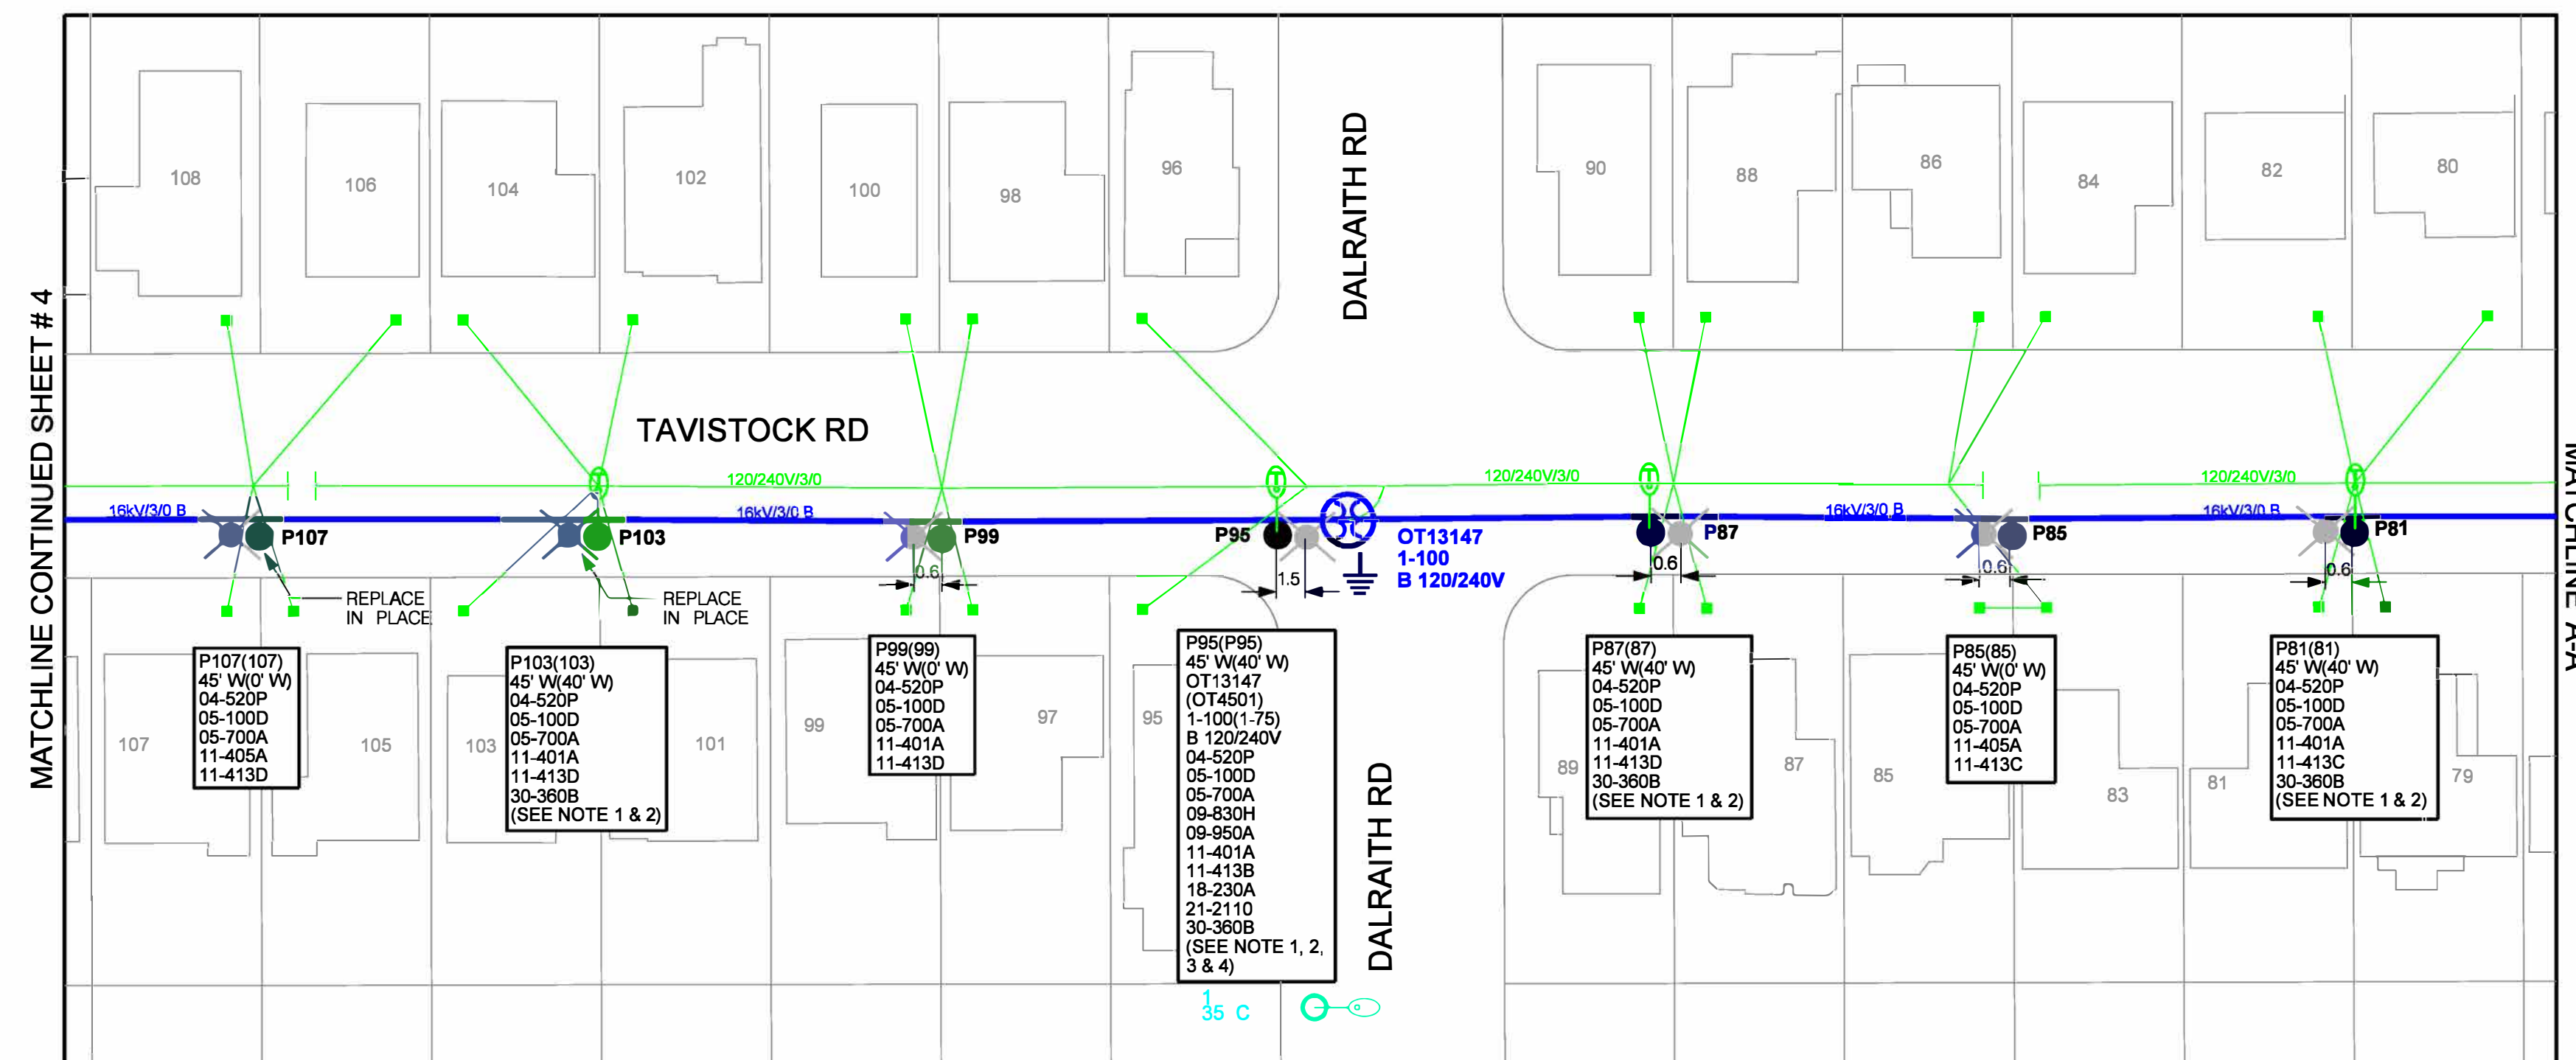 108
106
104
102
100
98
96
90
88
86
84
82
80
DALRAITH RD
MATCHLINE CONTINUED SHEET # 4
TAVISTOCK RD
120/240V/3/0
120/240V/3/0
120/240V/3/0
16kV/3/0 B
16kV/3/0 B
16kV/3/0 B
16kV/3/0 B
P107
P103
P99
P95
P87
P85
P81
OT13147
1-100
B 120/240V
0.6
1.5
0.6
0.6
0.6
REPLACE
IN PLACE
REPLACE
IN PLACE
MATCHLINE A-A
P107(107)
45' W(0' W)
04-520P
05-100D
05-700A
11-405A
11-413D
P103(103)
45' W(40' W)
04-520P
05-100D
05-700A
11-401A
11-413D
30-360B
(SEE NOTE 1 & 2)
P99(99)
45' W(0' W)
04-520P
05-100D
05-700A
11-401A
11-413D
P95(P95)
45' W(40' W)
OT13147
(OT4501)
1-100(1-75)
B 120/240V
04-520P
05-100D
05-700A
09-830H
09-950A
11-401A
11-413B
18-230A
21-2110
30-360B
(SEE NOTE 1, 2,
3 & 4)
P87(87)
45' W(40' W)
04-520P
05-100D
05-700A
11-401A
11-413D
30-360B
(SEE NOTE 1 & 2)
P85(85)
45' W(0' W)
04-520P
05-100D
05-700A
11-405A
11-413C
P81(81)
45' W(40' W)
04-520P
05-100D
05-700A
11-401A
11-413C
30-360B
(SEE NOTE 1 & 2)
107
105
103
101
99
97
95
89
87
85
83
81
79
DALRAITH RD
1
35 C